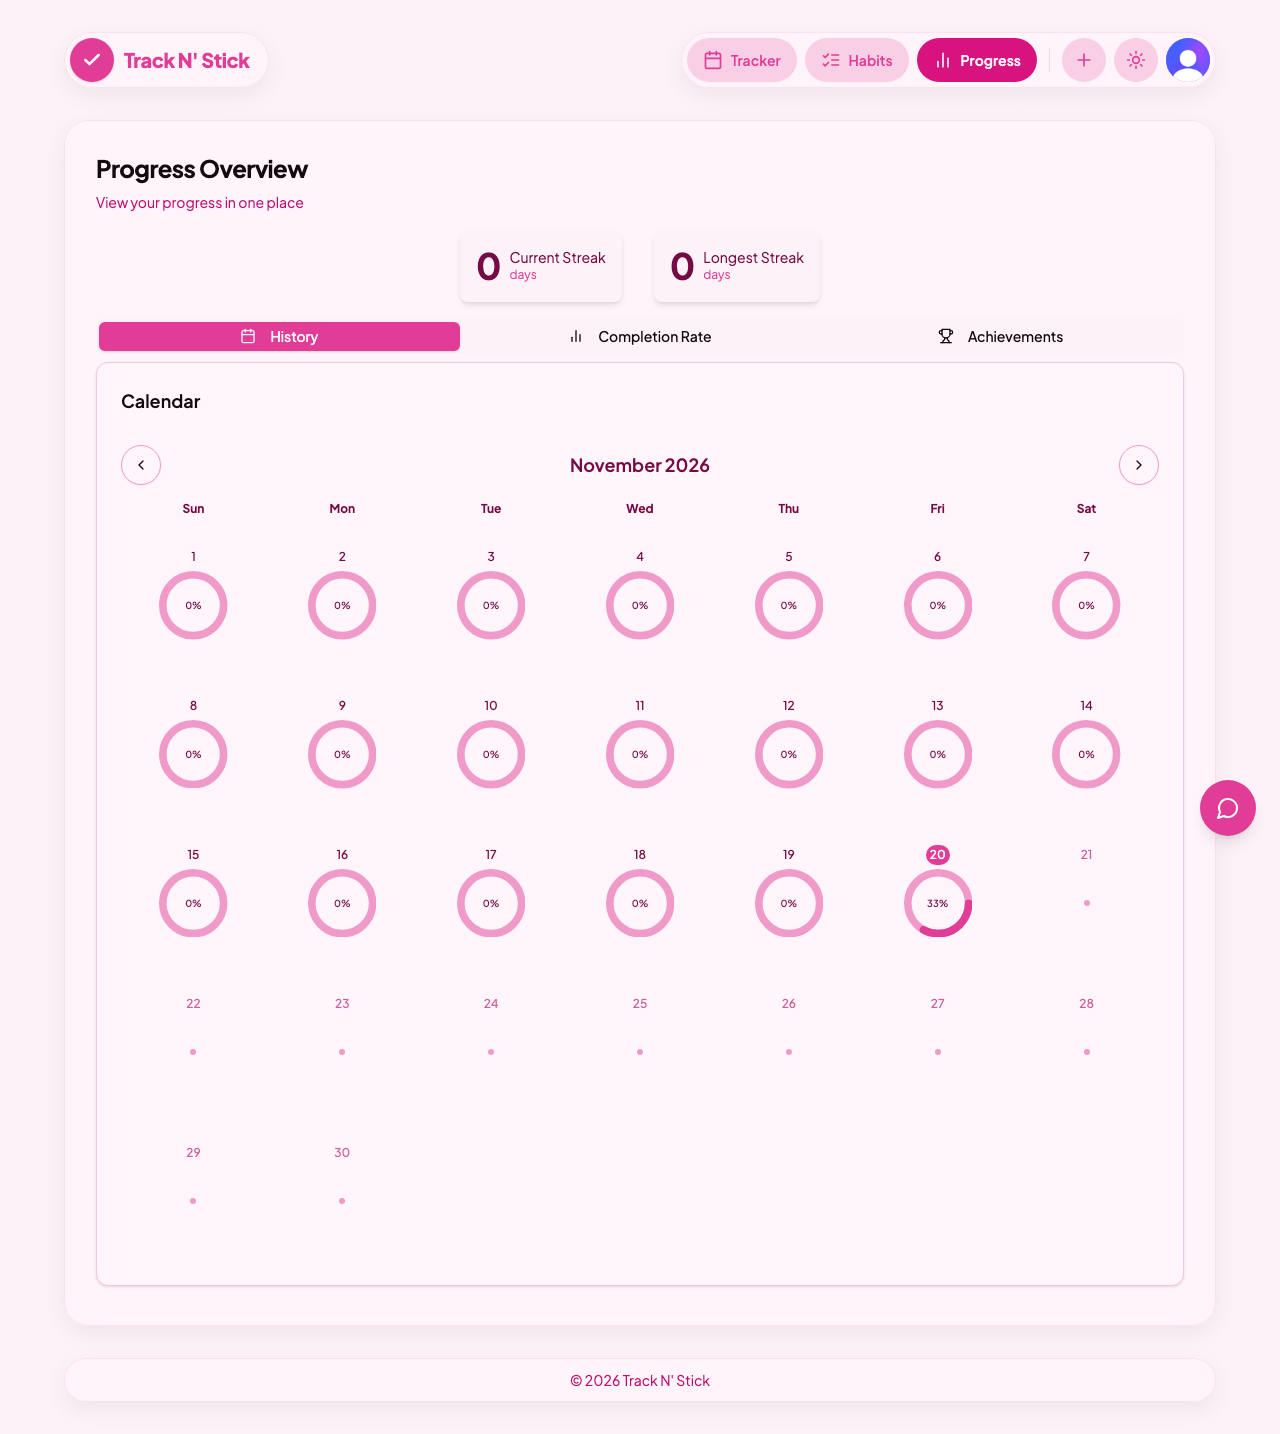 Track N' Stick
Tracker
Habits
Progress
Progress Overview
View your progress in one place
0 Current Streak
days
0 Longest Streak
days
History
Completion Rate
Achievements
Calendar
November 2026
Sun Mon Tue Wed Thu Fri Sat
1 2 3 4 5 6 7
0% 0% 0% 0% 0% 0% 0%
8 9 10 11 12 13 14
0% 0% 0% 0% 0% 0% 0%
15 16 17 18 19 20 21
0% 0% 0% 0% 0% 33%
22 23 24 25 26 27 28
29 30
© 2026 Track N' Stick